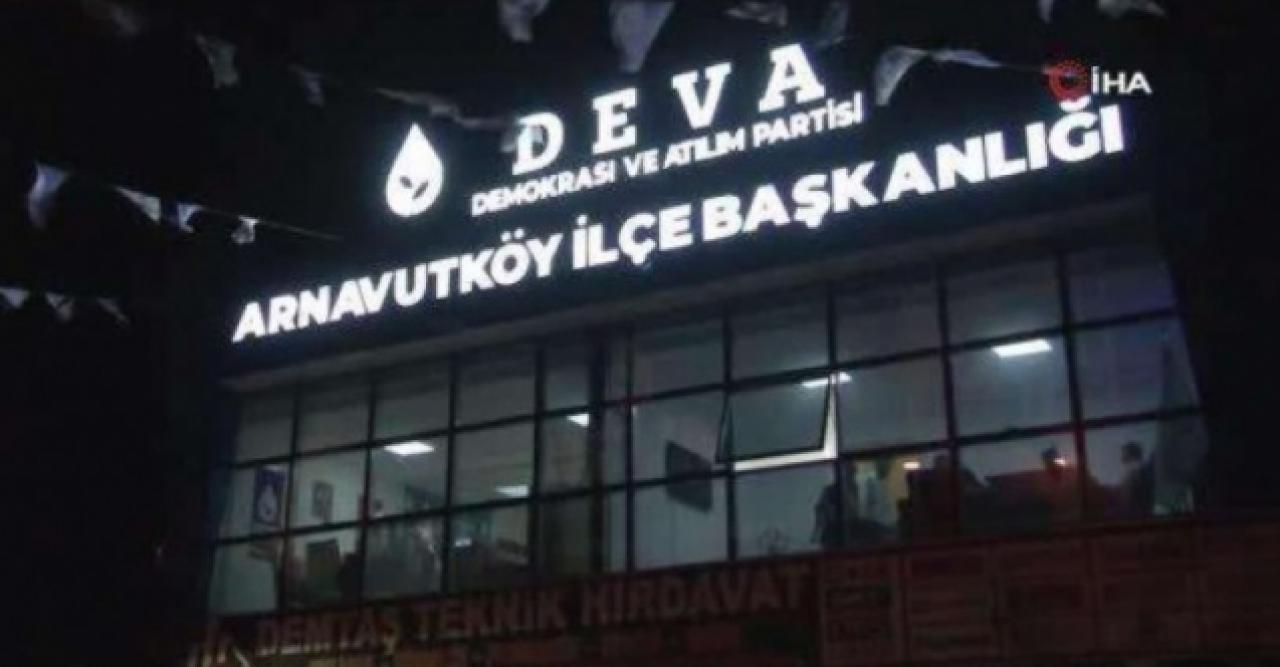 İHA
DEVA
DEMOKRASİ VE ATILIM PARTİSİ
ARNAVUTKÖY İLÇE BAŞKANLIĞI
DEMTAŞ TEKNİK HIRDAVAT